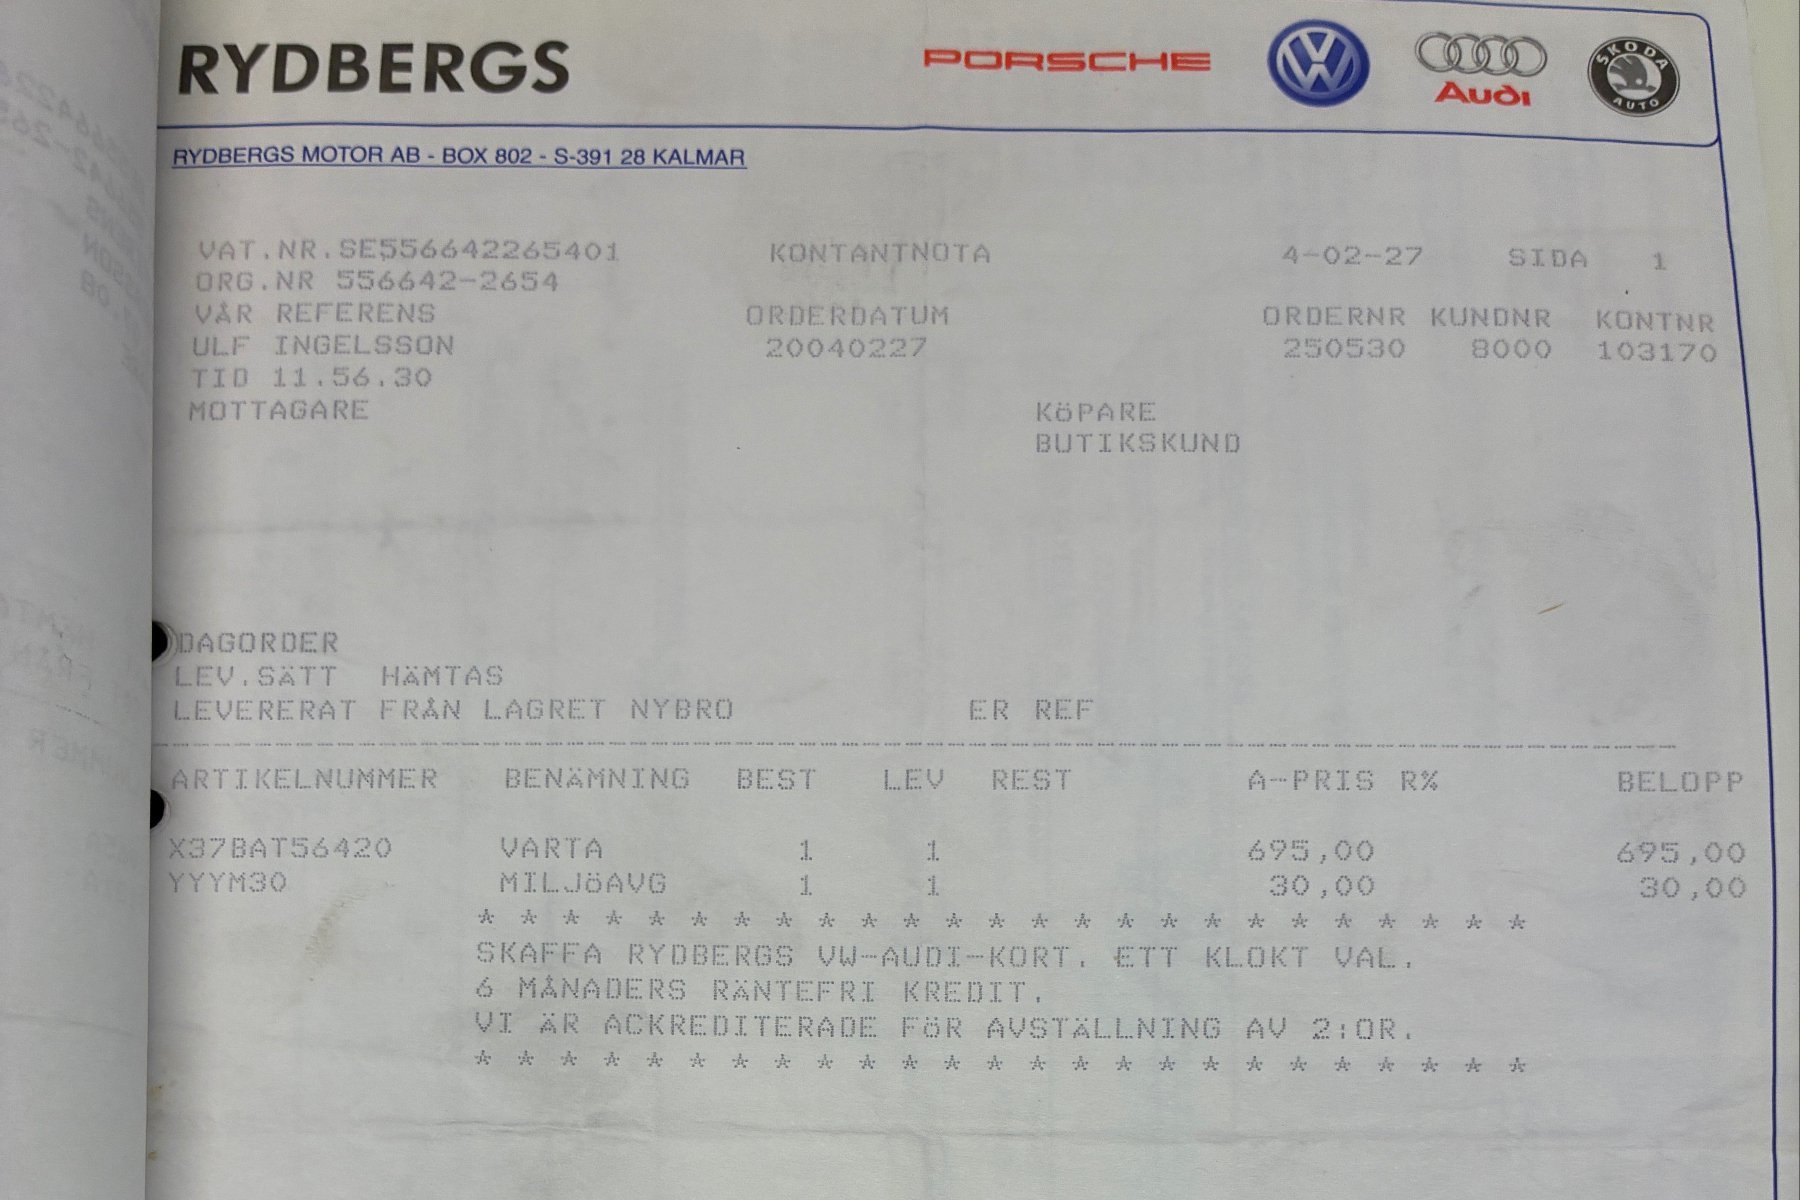 RYDBERGS
PORSCHE
VW
Audi
SKODA
AUTO
RYDBERGS MOTOR AB - BOX 802 - S-391 28 KALMAR
VAT.NR.SE556642265401 KONTANTNOTA 4-02-27 SIDA 1
ORG.NR 556642-2654
VÅR REFERENS ORDERDATUM ORDERNR KUNDNR KONTNR
ULF INGELSSON 20040227 250530 8000 103170
TID 11.56.30
MOTTAGARE KöPARE
BUTIKSKUND
DAGORDER
LEV.SÄTT HÄMTAS
LEVERERAT FRÅN LAGRET NYBRO ER REF
ARTIKELNUMMER BENÄMNING BEST LEV REST A-PRIS R% BELOPP
X37BAT56420 VARTA 1 1 695,00 695,00
YYYM30 MILJöAVG 1 1 30,00 30,00
* * * * * * * * * * * * * * * * * * * * * * * * *
SKAFFA RYDBERGS VW-AUDI-KORT. ETT KLOKT VAL.
6 MÅNADERS RÄNTEFRI KREDIT.
VI ÄR ACKREDITERADE FöR AVSTÄLLNING AV 2:OR.
* * * * * * * * * * * * * * * * * * * * * * * * *